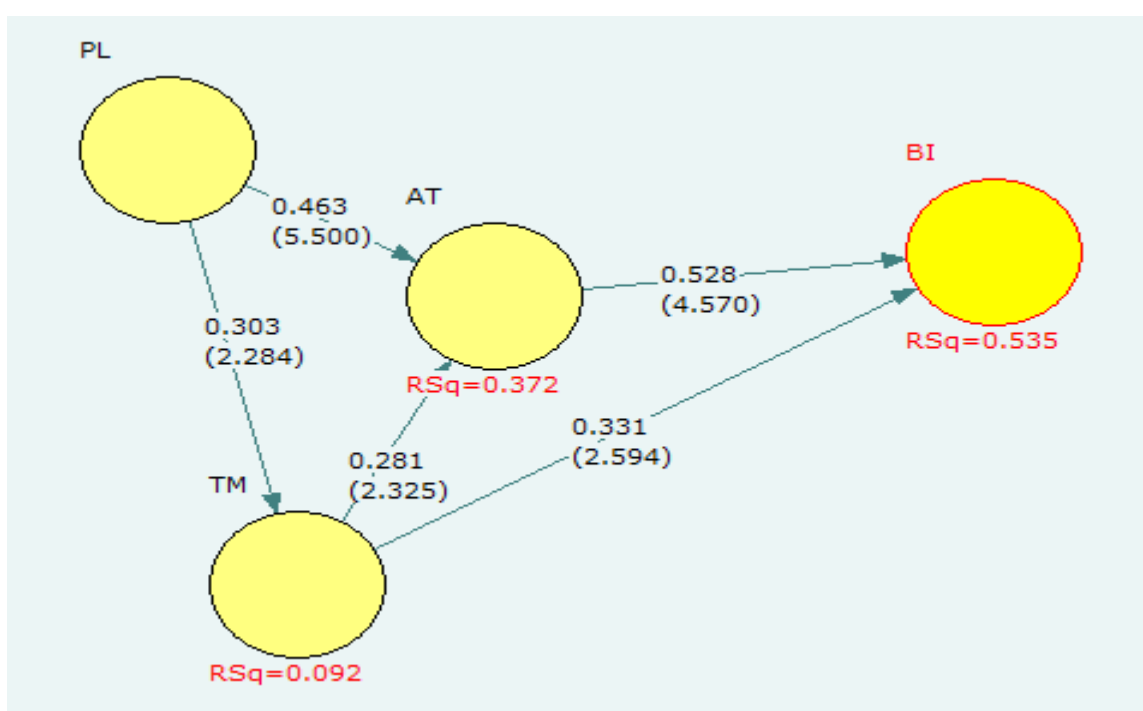 PL
BI
AT
0.463
(5.500)
0.528
(4.570)
0.303
(2.284)
RSq=0.535
RSq=0.372
0.331
(2.594)
0.281
(2.325)
TM
RSq=0.092